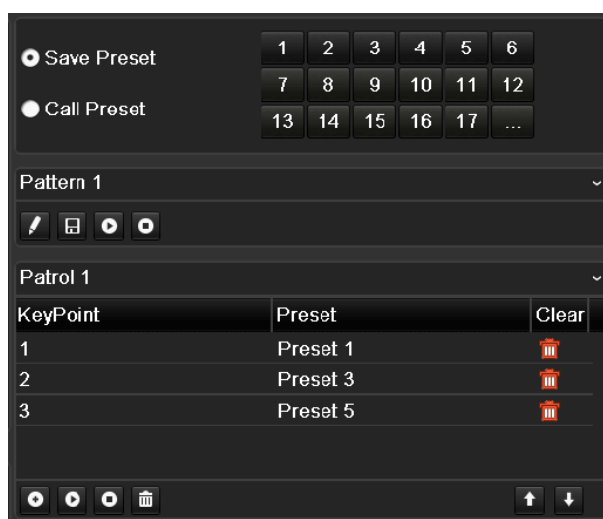 Save Preset
Call Preset
1 2 3 4 5 6
7 8 9 10 11 12
13 14 15 16 17 ...
Pattern 1
Patrol 1
KeyPoint Preset Clear
1 Preset 1
2 Preset 3
3 Preset 5